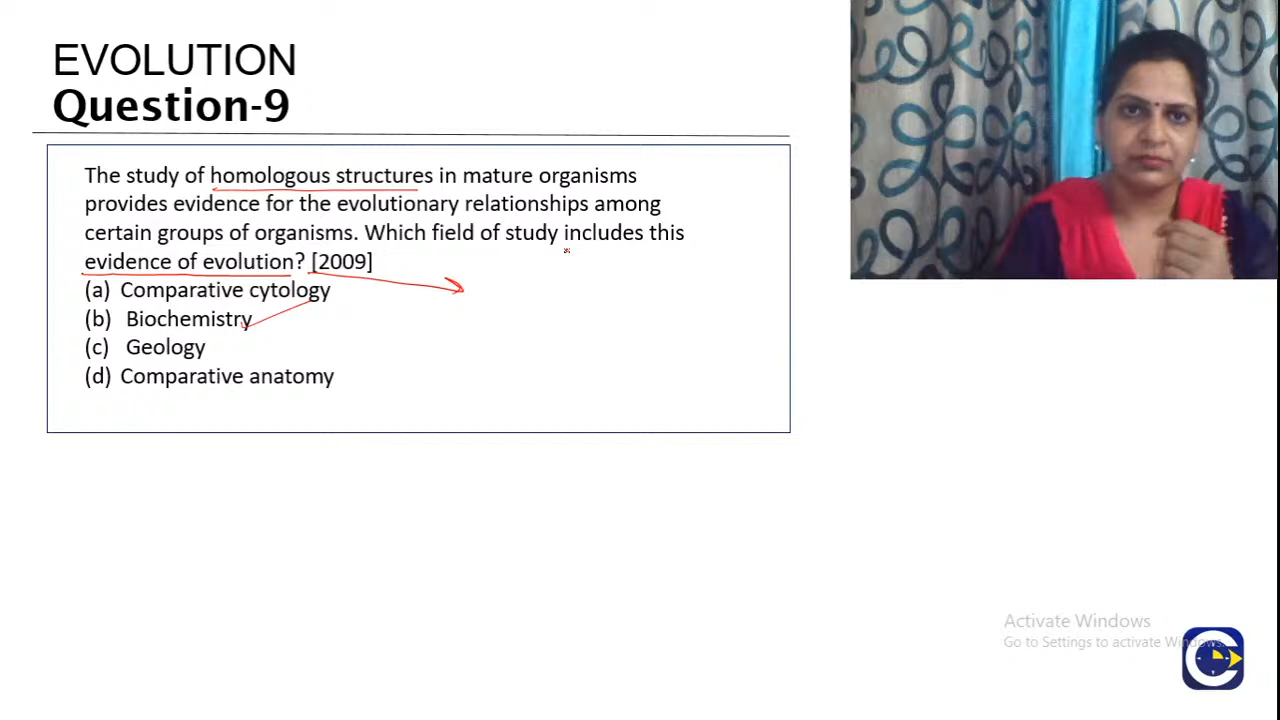 EVOLUTION
Question-9
The study of homologous structures in mature organisms
provides evidence for the evolutionary relationships among
certain groups of organisms. Which field of study includes this
evidence of evolution? [2009]
(a) Comparative cytology
(b) Biochemistry
(c) Geology
(d) Comparative anatomy
Activate Windows
Go to Settings to activate Windows.